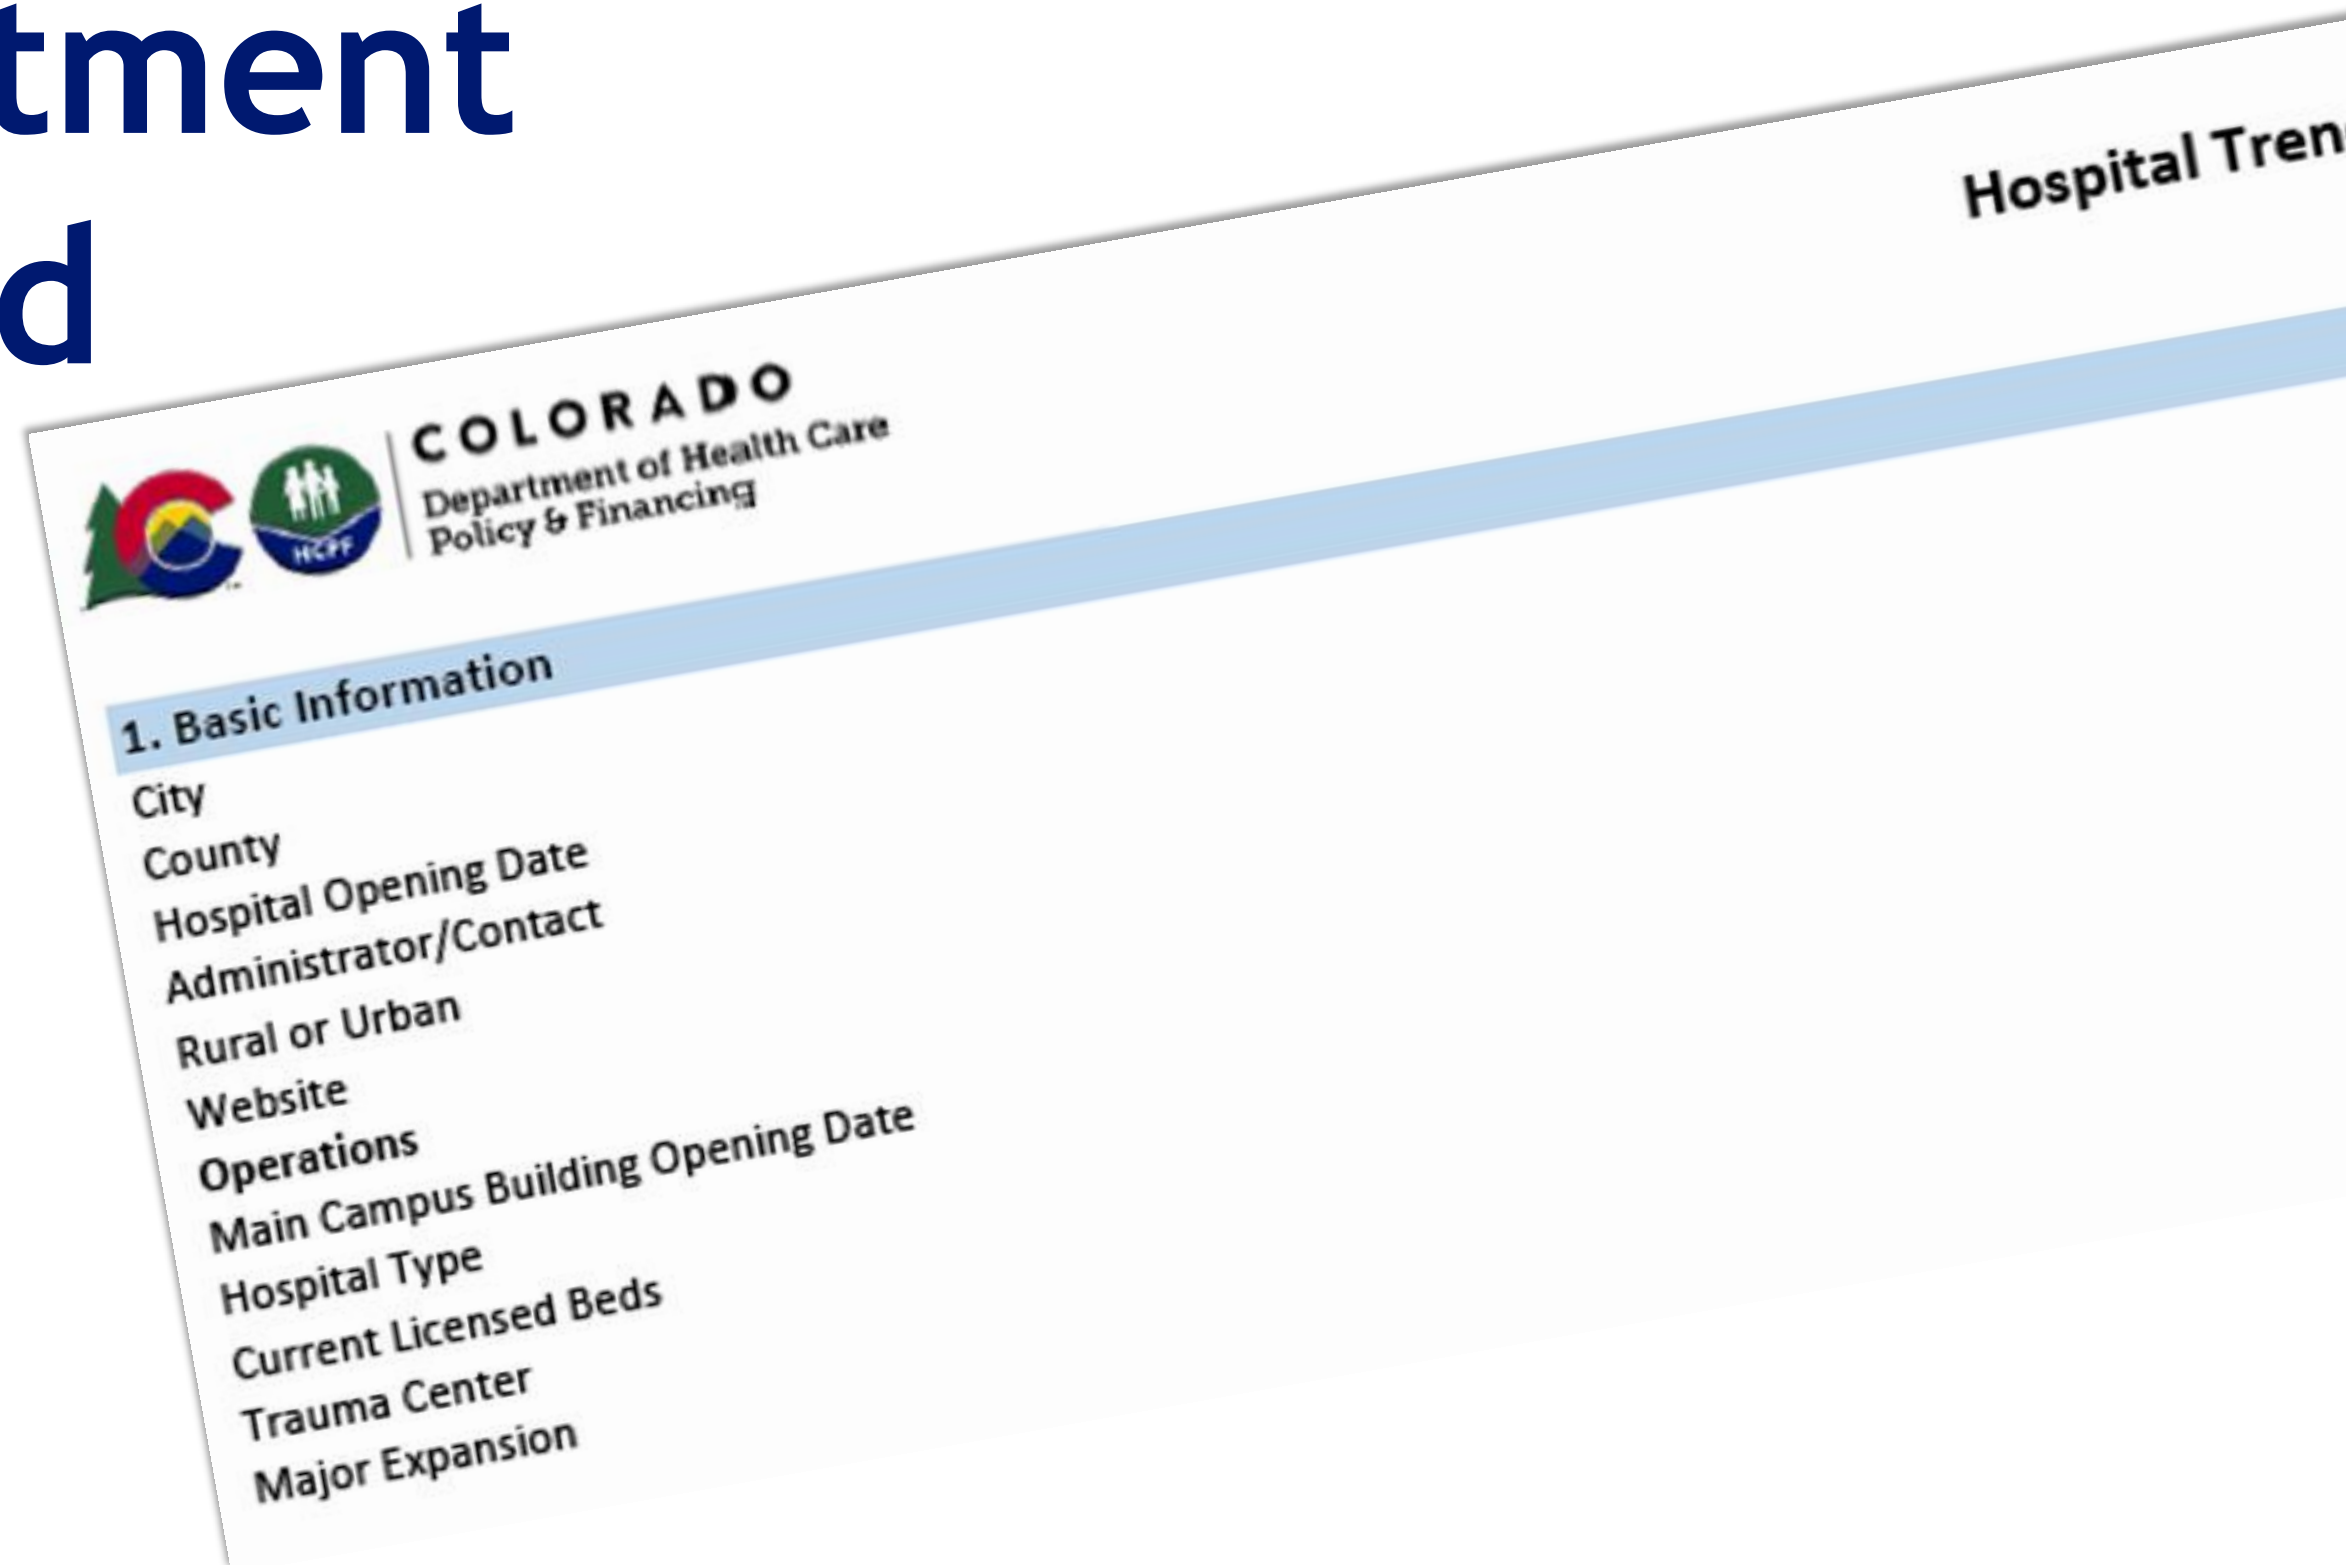 tment
d
Hospital Tren
COLORADO
Department of Health Care
Policy & Financing
HCPF
1. Basic Information
City
County
Hospital Opening Date
Administrator/Contact
Rural or Urban
Website
Operations
Main Campus Building Opening Date
Hospital Type
Current Licensed Beds
Trauma Center
Major Expansion